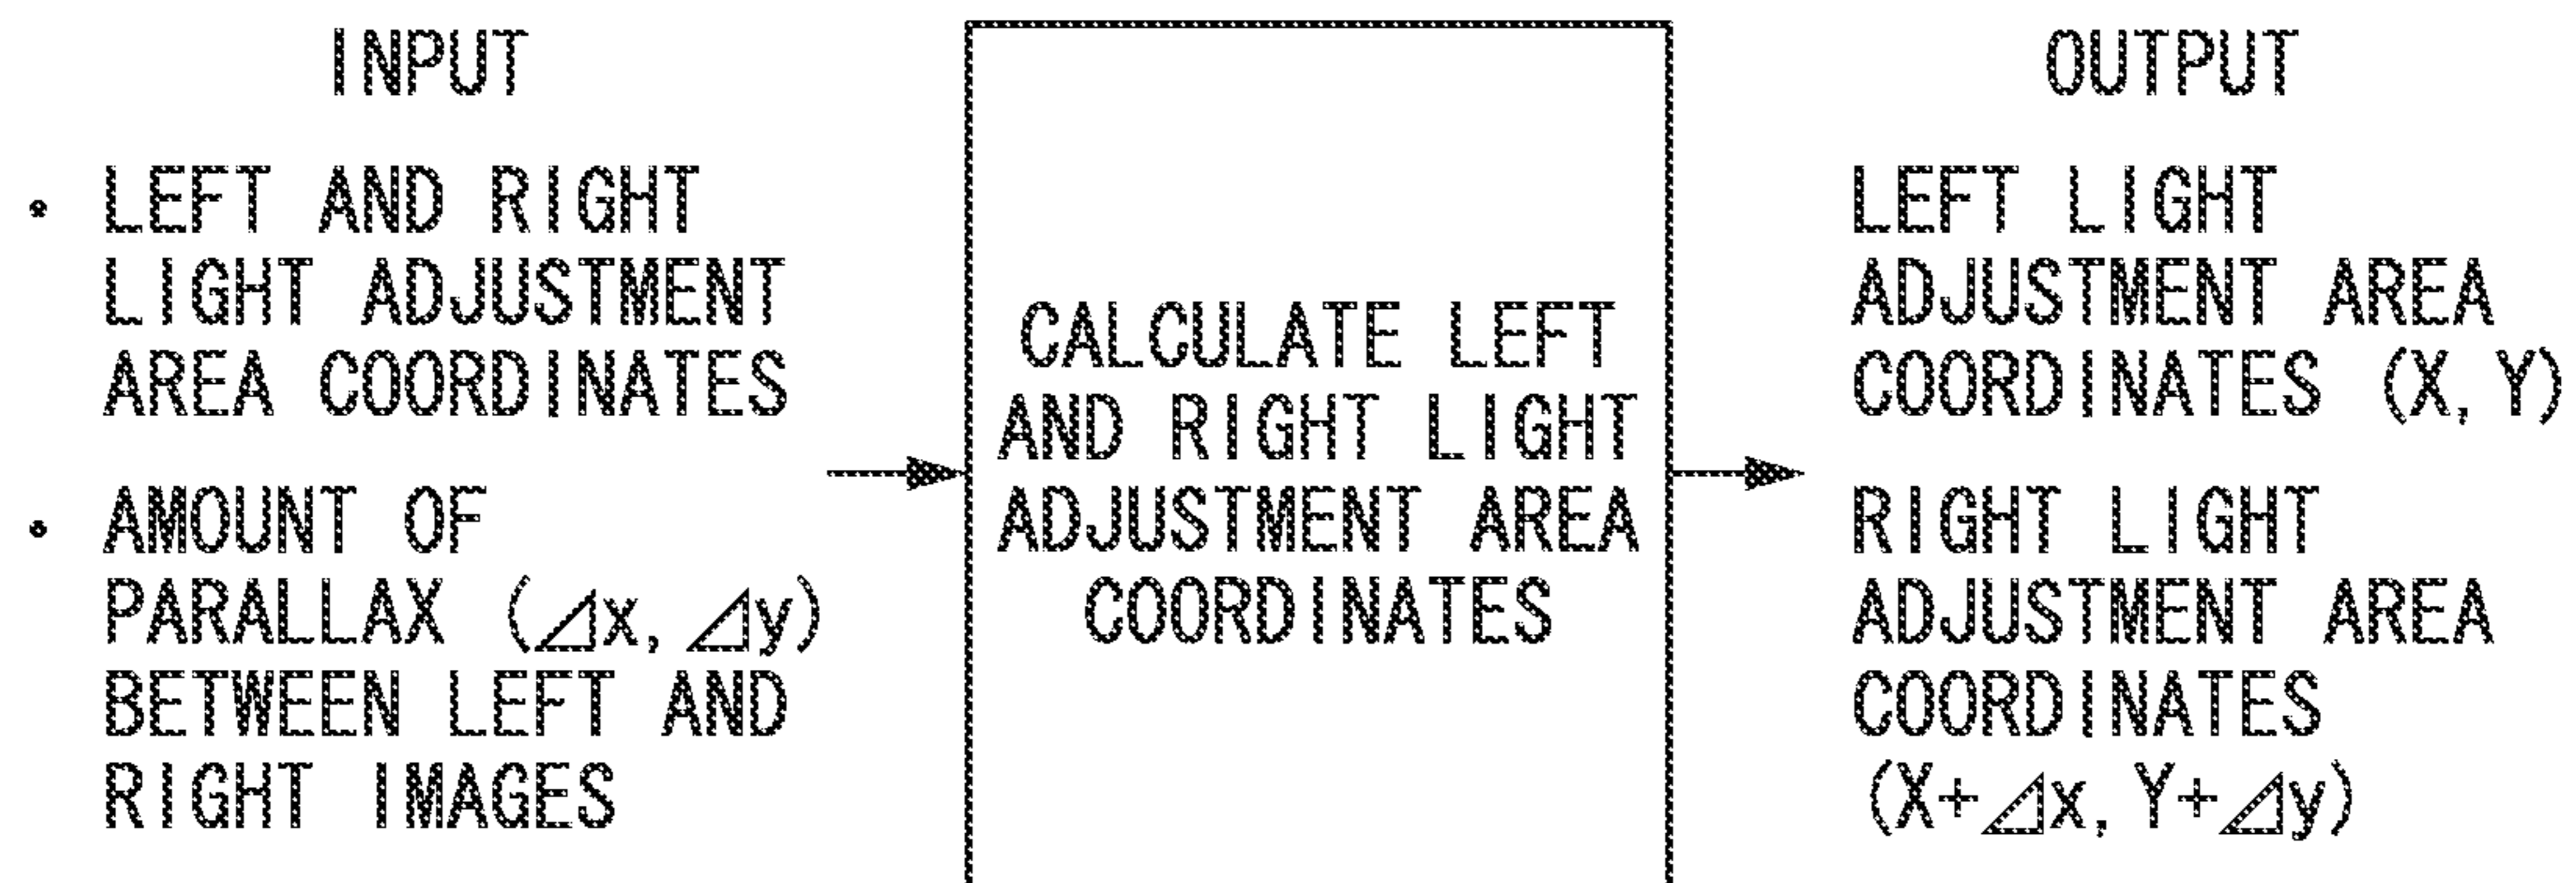 INPUT
• LEFT AND RIGHT
LIGHT ADJUSTMENT
AREA COORDINATES
• AMOUNT OF
PARALLAX (⊿x, ⊿y)
BETWEEN LEFT AND
RIGHT IMAGES
CALCULATE LEFT
AND RIGHT LIGHT
ADJUSTMENT AREA
COORDINATES
OUTPUT
LEFT LIGHT
ADJUSTMENT AREA
COORDINATES (X, Y)
RIGHT LIGHT
ADJUSTMENT AREA
COORDINATES
(X+⊿x, Y+⊿y)